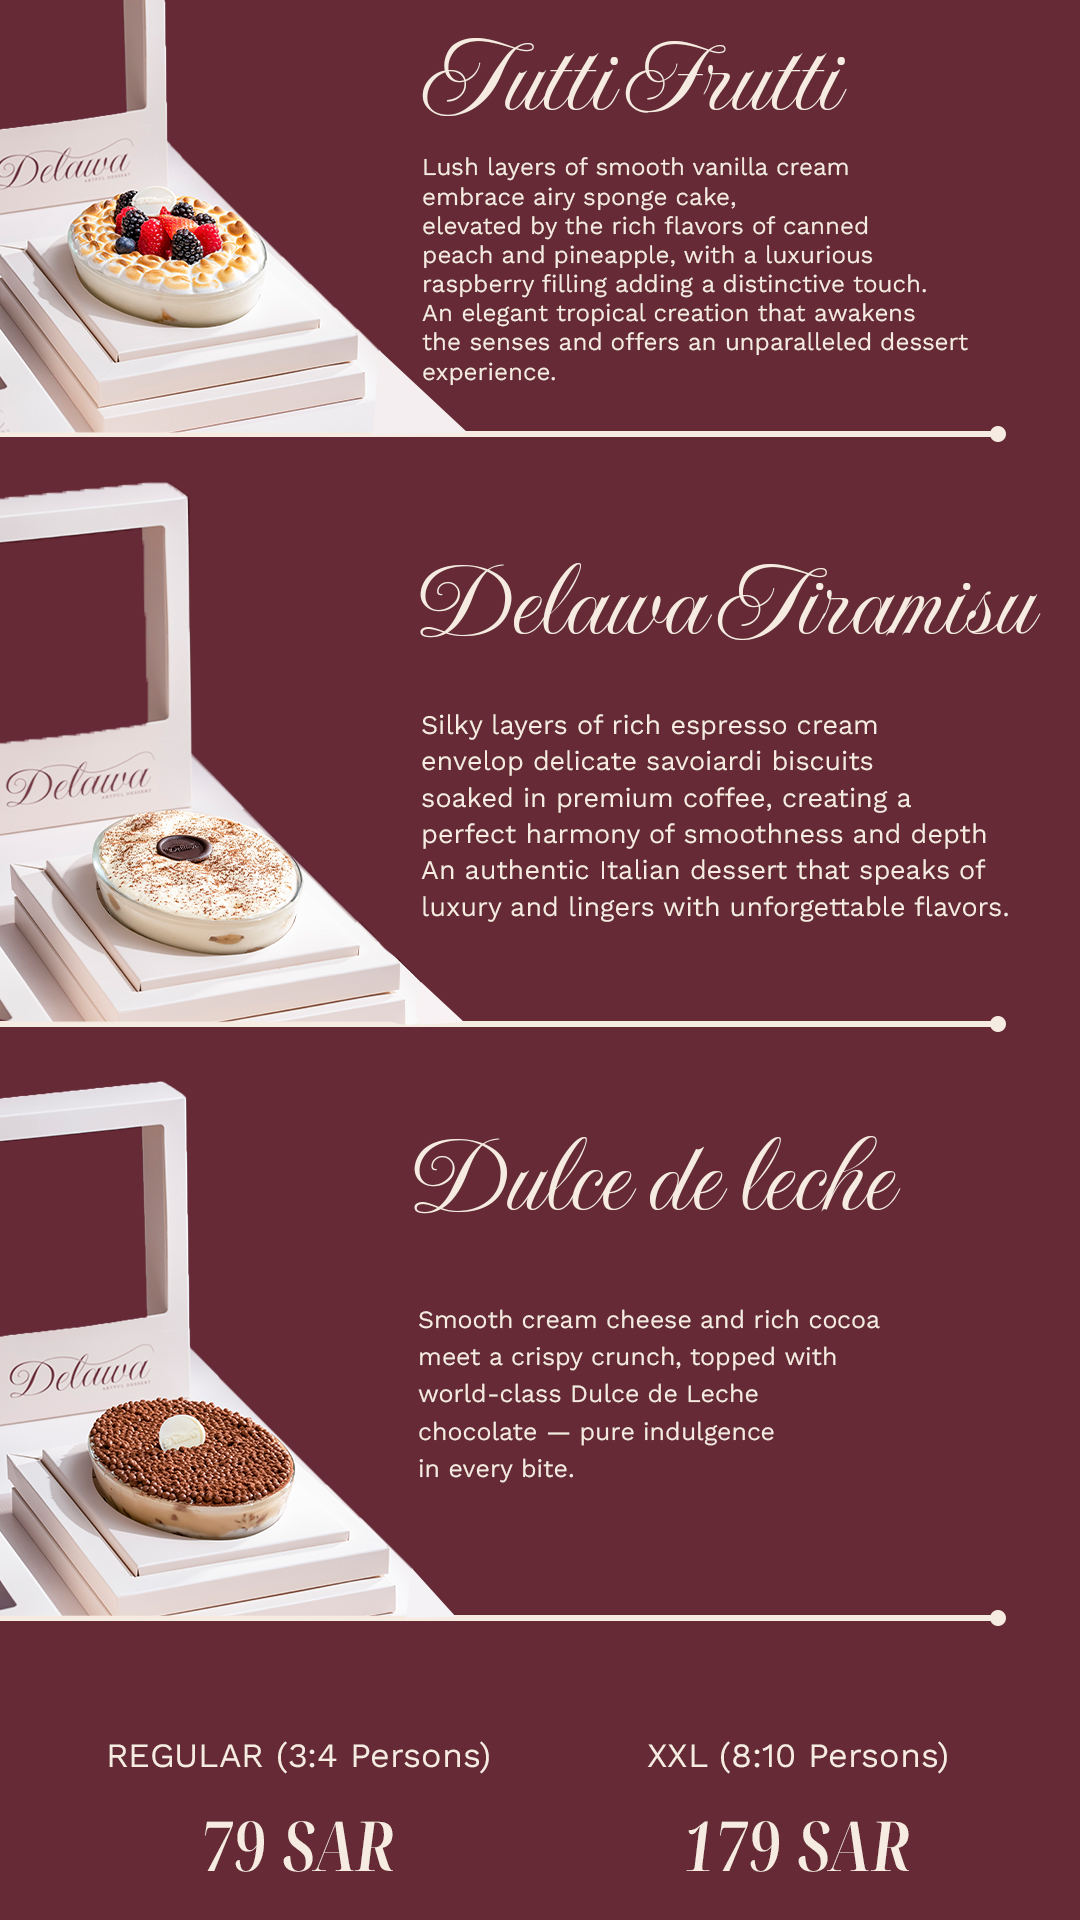 Tutti Frutti
Delawa
ARTFUL DESSERT
Lush layers of smooth vanilla cream
embrace airy sponge cake,
elevated by the rich flavors of canned
peach and pineapple, with a luxurious
raspberry filling adding a distinctive touch.
An elegant tropical creation that awakens
the senses and offers an unparalleled dessert
experience.
Delawa Tiramisu
Delawa
ARTFUL DESSERT
Silky layers of rich espresso cream
envelop delicate savoiardi biscuits
soaked in premium coffee, creating a
perfect harmony of smoothness and depth
An authentic Italian dessert that speaks of
luxury and lingers with unforgettable flavors.
Dulce de leche
Delawa
ARTFUL DESSERT
Smooth cream cheese and rich cocoa
meet a crispy crunch, topped with
world-class Dulce de Leche
chocolate — pure indulgence
in every bite.
REGULAR (3:4 Persons)
79 SAR
XXL (8:10 Persons)
179 SAR